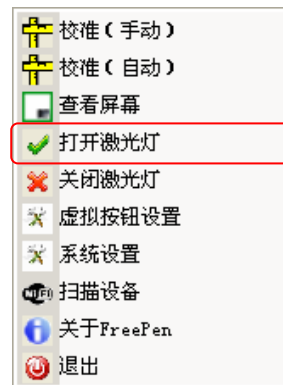 校准(手动)
校准(自动)
查看屏幕
打开激光灯
关闭激光灯
虚拟按钮设置
系统设置
WiFi 扫描设备
关于FreePen
退出